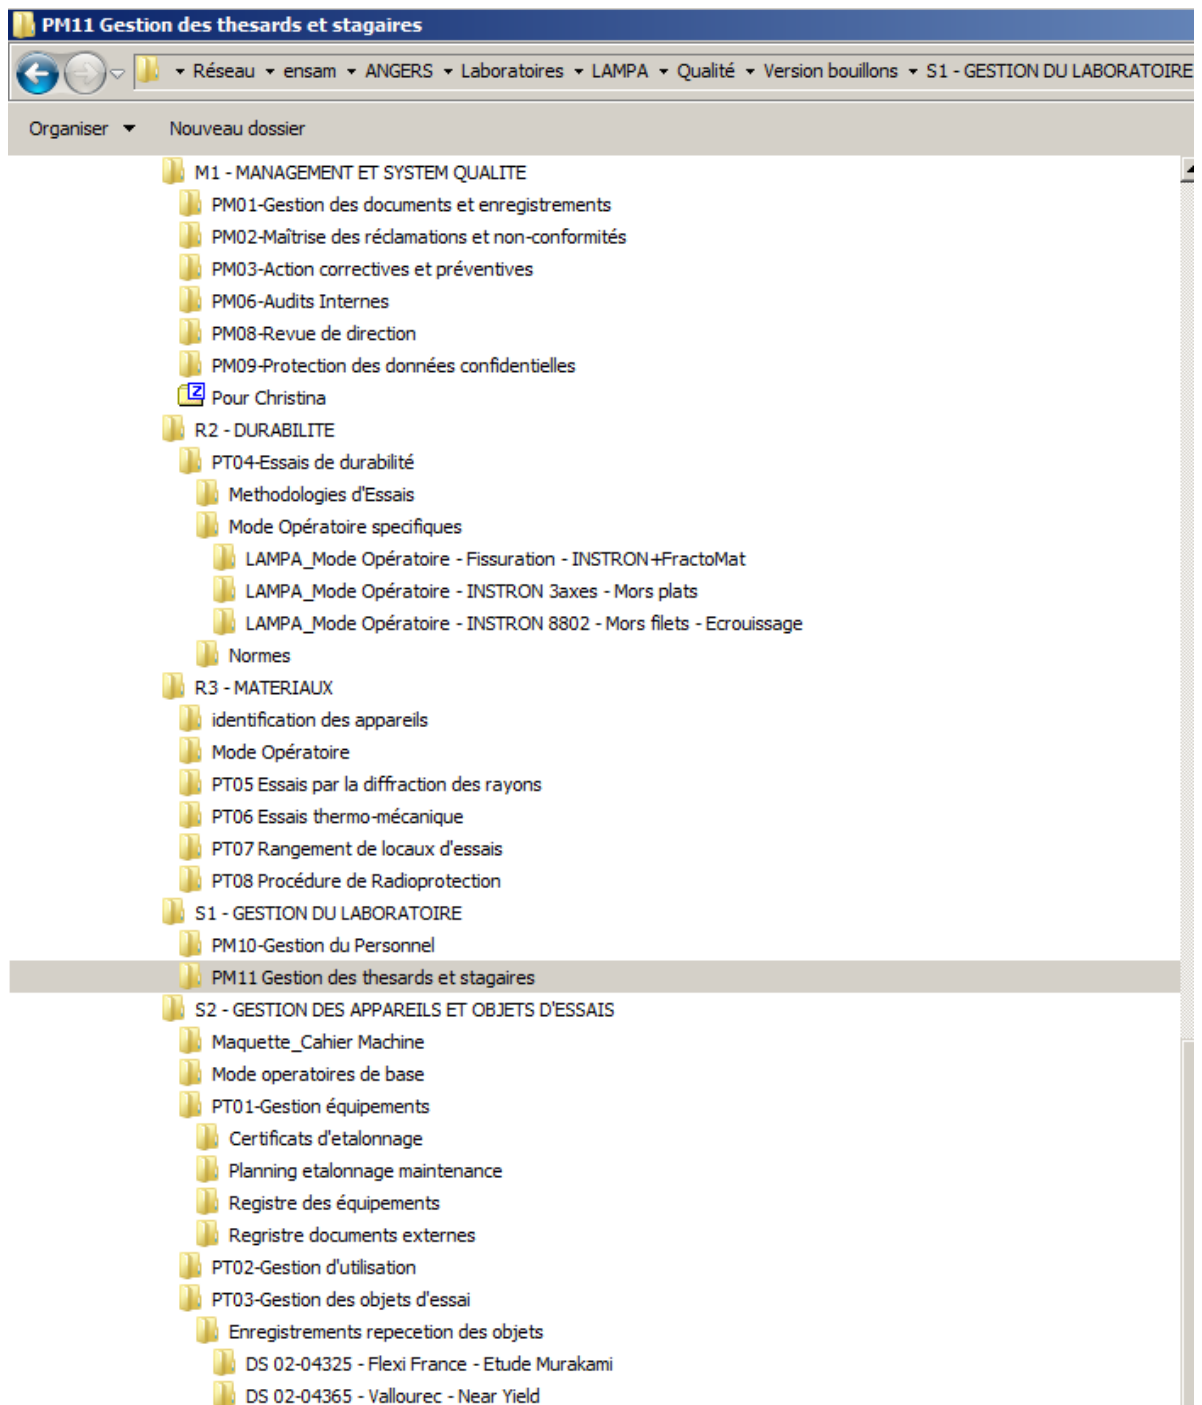 PM11 Gestion des thesards et stagaires
Réseau ensam ANGERS Laboratoires LAMPA Qualité Version bouillons S1 - GESTION DU LABORATOIRE
Organiser Nouveau dossier
M1 - MANAGEMENT ET SYSTEM QUALITE
PM01-Gestion des documents et enregistrements
PM02-Maîtrise des réclamations et non-conformités
PM03-Action correctives et préventives
PM06-Audits Internes
PM08-Revue de direction
PM09-Protection des données confidentielles
Z Pour Christina
R2 - DURABILITE
PT04-Essais de durabilité
Methodologies d'Essais
Mode Opératoire specifiques
LAMPA_Mode Opératoire - Fissuration - INSTRON+FractoMat
LAMPA_Mode Opératoire - INSTRON 3axes - Mors plats
LAMPA_Mode Opératoire - INSTRON 8802 - Mors filets - Ecrouissage
Normes
R3 - MATERIAUX
identification des appareils
Mode Opératoire
PT05 Essais par la diffraction des rayons
PT06 Essais thermo-mécanique
PT07 Rangement de locaux d'essais
PT08 Procédure de Radioprotection
S1 - GESTION DU LABORATOIRE
PM10-Gestion du Personnel
PM11 Gestion des thesards et stagaires
S2 - GESTION DES APPAREILS ET OBJETS D'ESSAIS
Maquette_Cahier Machine
Mode operatoires de base
PT01-Gestion équipements
Certificats d'etalonnage
Planning etalonnage maintenance
Registre des équipements
Regristre documents externes
PT02-Gestion d'utilisation
PT03-Gestion des objets d'essai
Enregistrements repecetion des objets
DS 02-04325 - Flexi France - Etude Murakami
DS 02-04365 - Vallourec - Near Yield